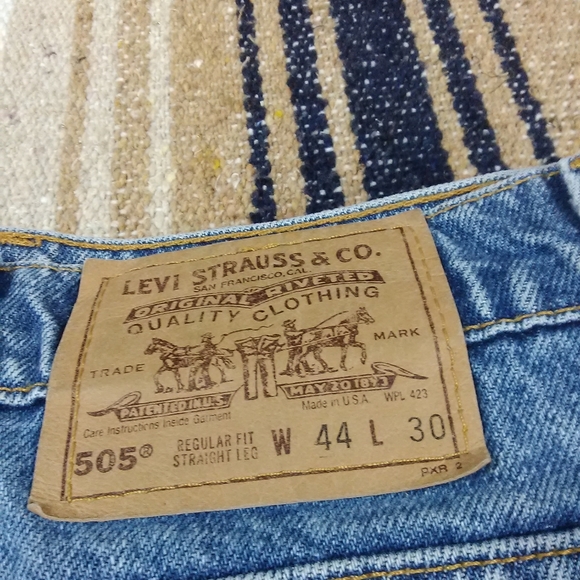 LEVI STRAUSS & CO.
SAN FRANCISCO, CAL.
ORIGINAL RIVETED
QUALITY CLOTHING
TRADE MARK
PATENTED IN U.S. MAY 20 1873
Care Instructions Inside Garment Made in U.S.A. WPL 423
505® REGULAR FIT
STRAIGHT LEG W 44 L 30
PXR 2